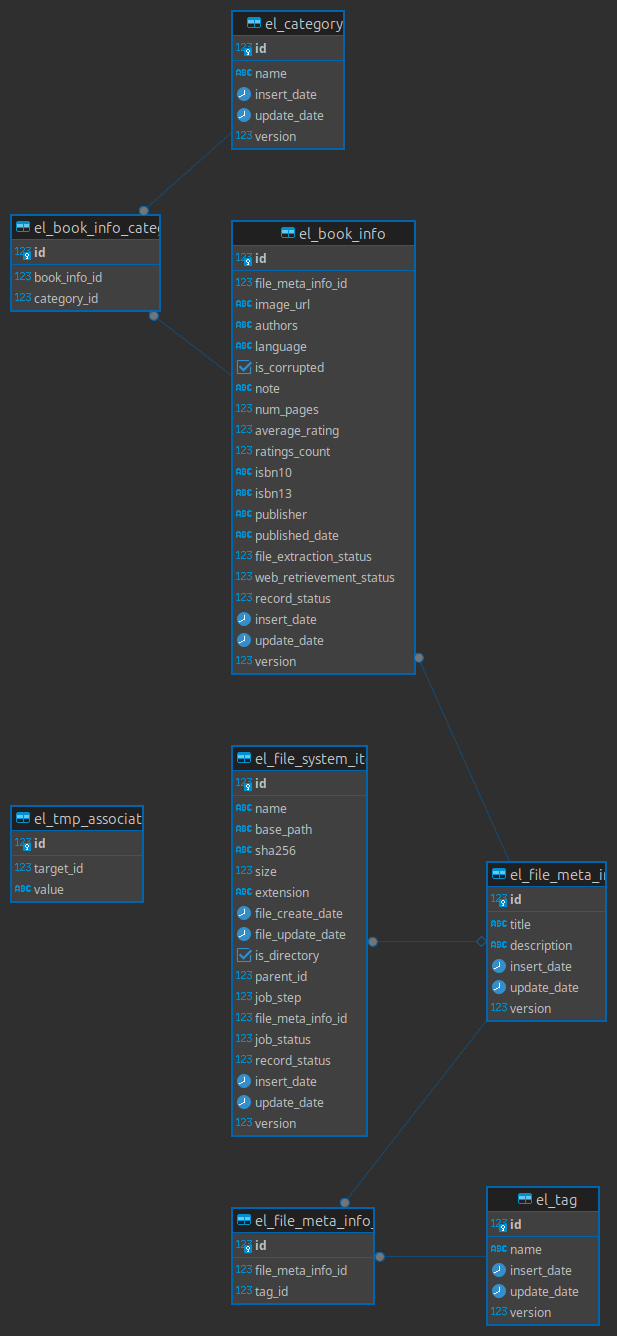 el_category
123 id
ABC name
insert_date
update_date
123 version
el_book_info_cate
123 id
123 book_info_id
123 category_id
el_book_info
123 id
123 file_meta_info_id
ABC image_url
ABC authors
ABC language
is_corrupted
ABC note
123 num_pages
123 average_rating
123 ratings_count
ABC isbn10
ABC isbn13
ABC publisher
ABC published_date
123 file_extraction_status
123 web_retrievement_status
123 record_status
insert_date
update_date
123 version
el_file_system_it
123 id
ABC name
ABC base_path
ABC sha256
123 size
ABC extension
file_create_date
file_update_date
is_directory
123 parent_id
123 job_step
123 file_meta_info_id
123 job_status
123 record_status
insert_date
update_date
123 version
el_tmp_associat
123 id
123 target_id
ABC value
el_file_meta_i
123 id
ABC title
ABC description
insert_date
update_date
123 version
el_file_meta_info_
123 id
123 file_meta_info_id
123 tag_id
el_tag
123 id
ABC name
insert_date
update_date
123 version